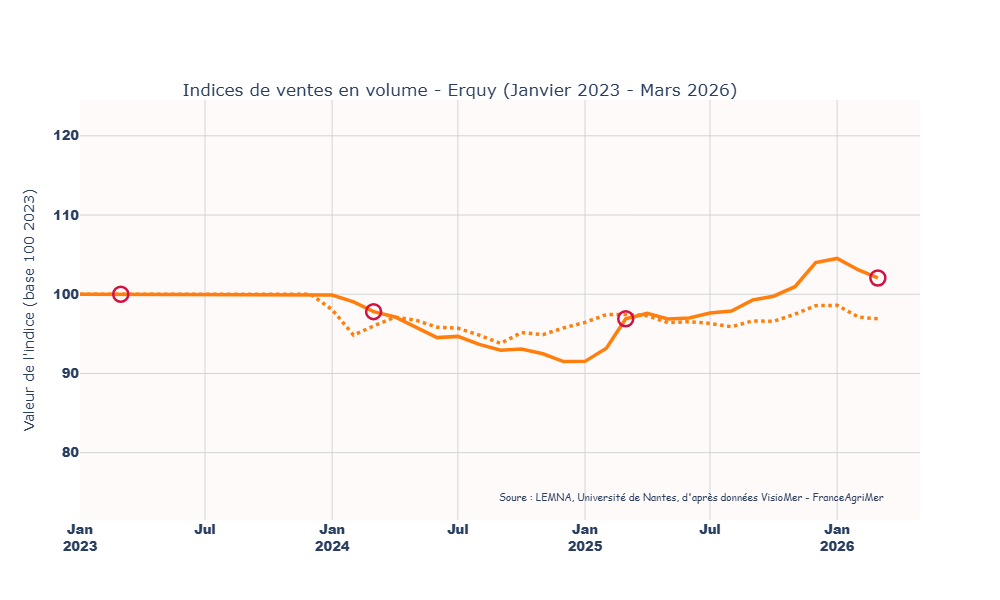 Indices de ventes en volume - Erquy (Janvier 2023 - Mars 2026)
Valeur de l'indice (base 100 2023)
120
110
100
90
80
Soure : LEMNA, Université de Nantes, d'après données VisioMer - FranceAgriMer
Jan Jul Jan Jul Jan Jul Jan
2023 2024 2025 2026